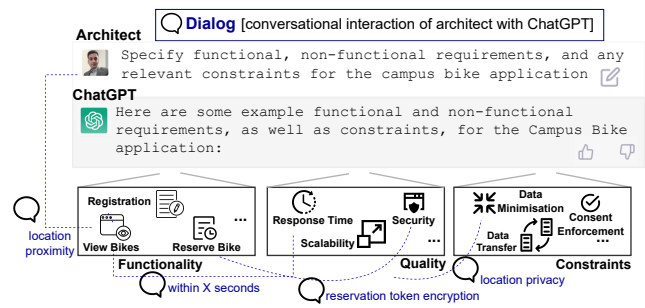 Dialog [conversational interaction of architect with ChatGPT]
Architect
Specify functional, non-functional requirements, and any
relevant constraints for the campus bike application
ChatGPT
Here are some example functional and non-functional
requirements, as well as constraints, for the Campus Bike
application:
Registration
View Bikes
Reserve Bike
...
Functionality
Response Time
Scalability
Security
...
Quality
Data
Minimisation
Consent
Enforcement
Data
Transfer
...
Constraints
location
proximity
within X seconds
reservation token encryption
location privacy